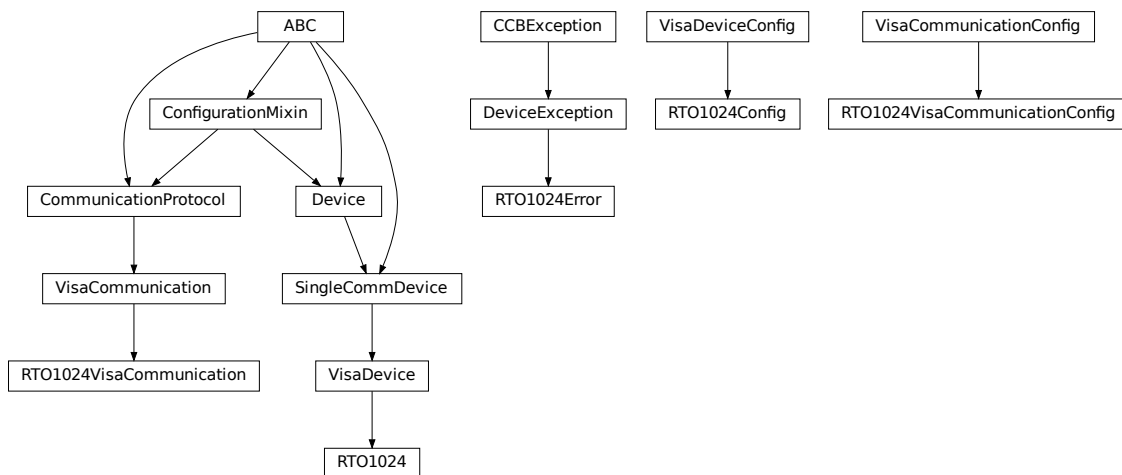 ABC
CCBException
VisaDeviceConfig
VisaCommunicationConfig
ConfigurationMixin
DeviceException
RTO1024Config
RTO1024VisaCommunicationConfig
CommunicationProtocol
Device
RTO1024Error
VisaCommunication
SingleCommDevice
RTO1024VisaCommunication
VisaDevice
RTO1024